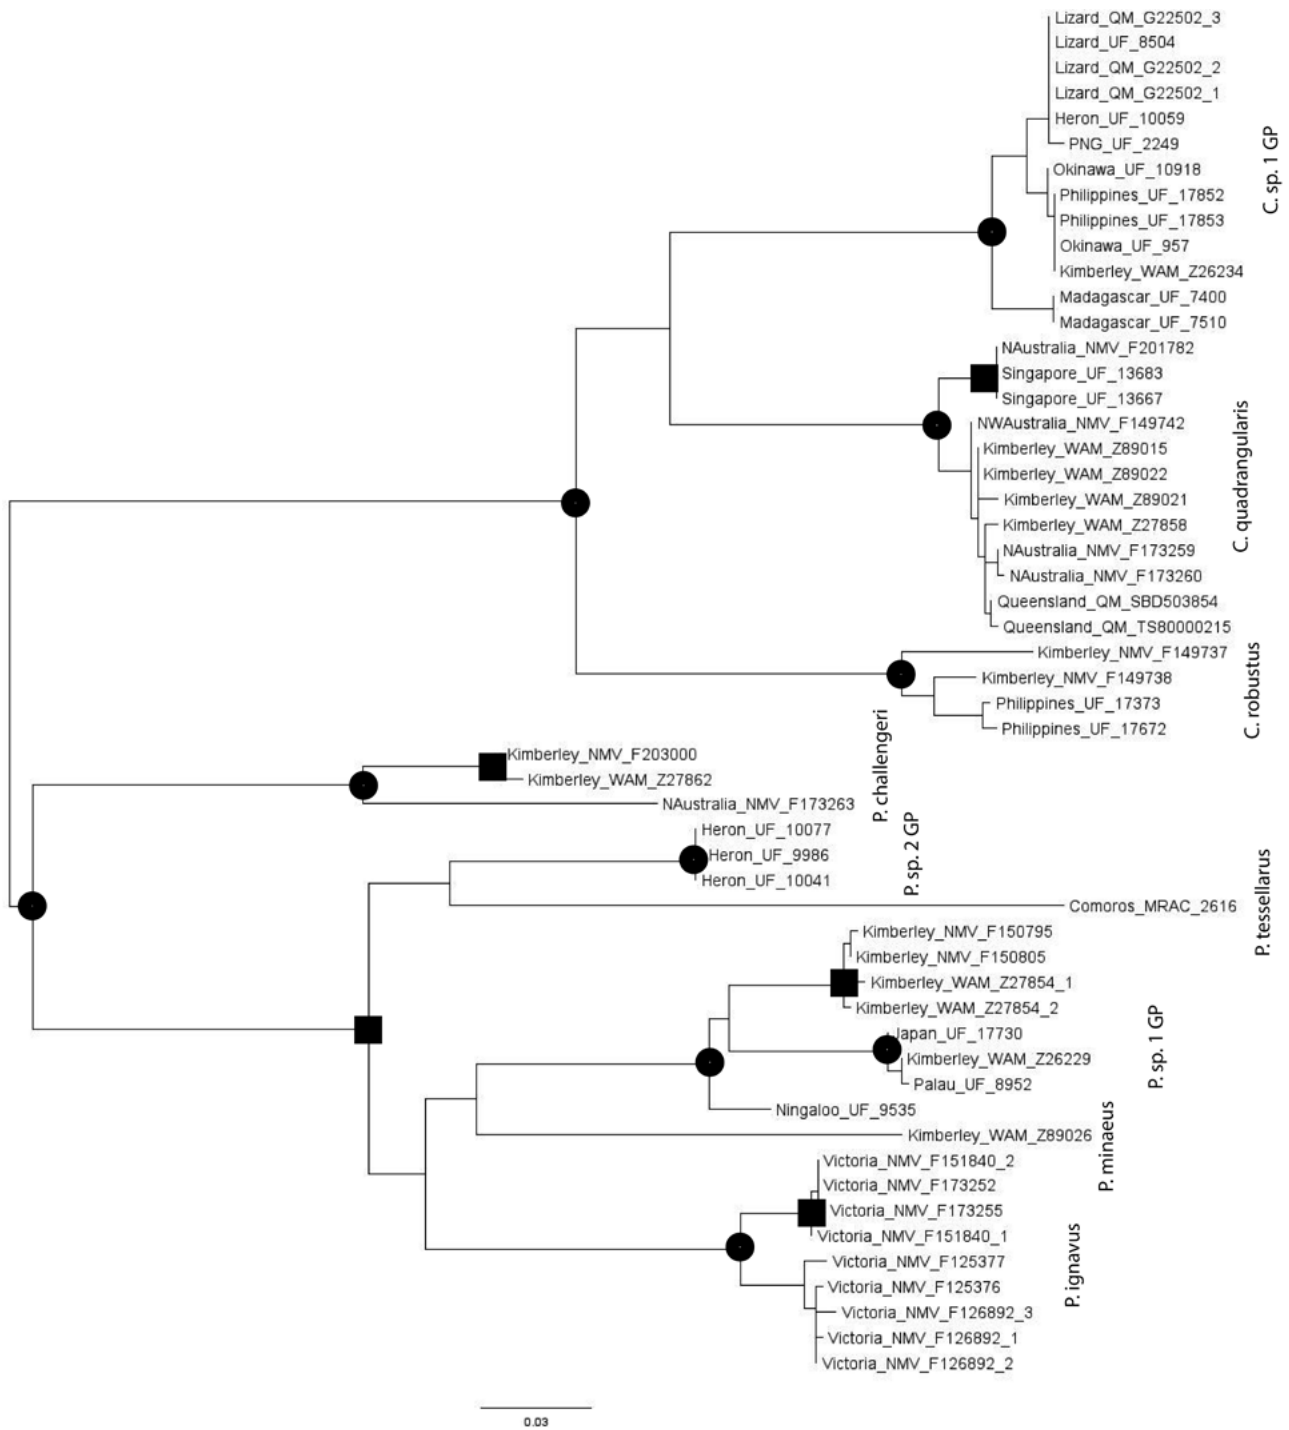 Lizard_QM_G22502_3
Lizard_UF_8504
Lizard_QM_G22502_2
Lizard_QM_G22502_1
Heron_UF_10059
PNG_UF_2249
Okinawa_UF_10918
Philippines_UF_17852
Philippines_UF_17853
Okinawa_UF_957
Kimberley_WAM_Z26234
Madagascar_UF_7400
Madagascar_UF_7510
C. sp. 1 GP
NAustralia_NMV_F201782
Singapore_UF_13683
Singapore_UF_13667
NWAustralia_NMV_F149742
Kimberley_WAM_Z89015
Kimberley_WAM_Z89022
Kimberley_WAM_Z89021
Kimberley_WAM_Z27858
NAustralia_NMV_F173259
NAustralia_NMV_F173260
Queensland_QM_SBD503854
Queensland_QM_TS80000215
C. quadrangularis
Kimberley_NMV_F149737
Kimberley_NMV_F149738
Philippines_UF_17373
Philippines_UF_17672
C. robustus
Kimberley_NMV_F203000
Kimberley_WAM_Z27862
NAustralia_NMV_F173263
P. challengeri
Heron_UF_10077
Heron_UF_9986
Heron_UF_10041
P. sp. 2 GP
Comoros_MRAC_2616
P. tessellarus
Kimberley_NMV_F150795
Kimberley_NMV_F150805
Kimberley_WAM_Z27854_1
Kimberley_WAM_Z27854_2
Japan_UF_17730
Kimberley_WAM_Z26229
Palau_UF_8952
Ningaloo_UF_9535
P. sp. 1 GP
Kimberley_WAM_Z89026
P. minaeus
Victoria_NMV_F151840_2
Victoria_NMV_F173252
Victoria_NMV_F173255
Victoria_NMV_F151840_1
Victoria_NMV_F125377
Victoria_NMV_F125376
Victoria_NMV_F126892_3
Victoria_NMV_F126892_1
Victoria_NMV_F126892_2
P. ignavus
0.03